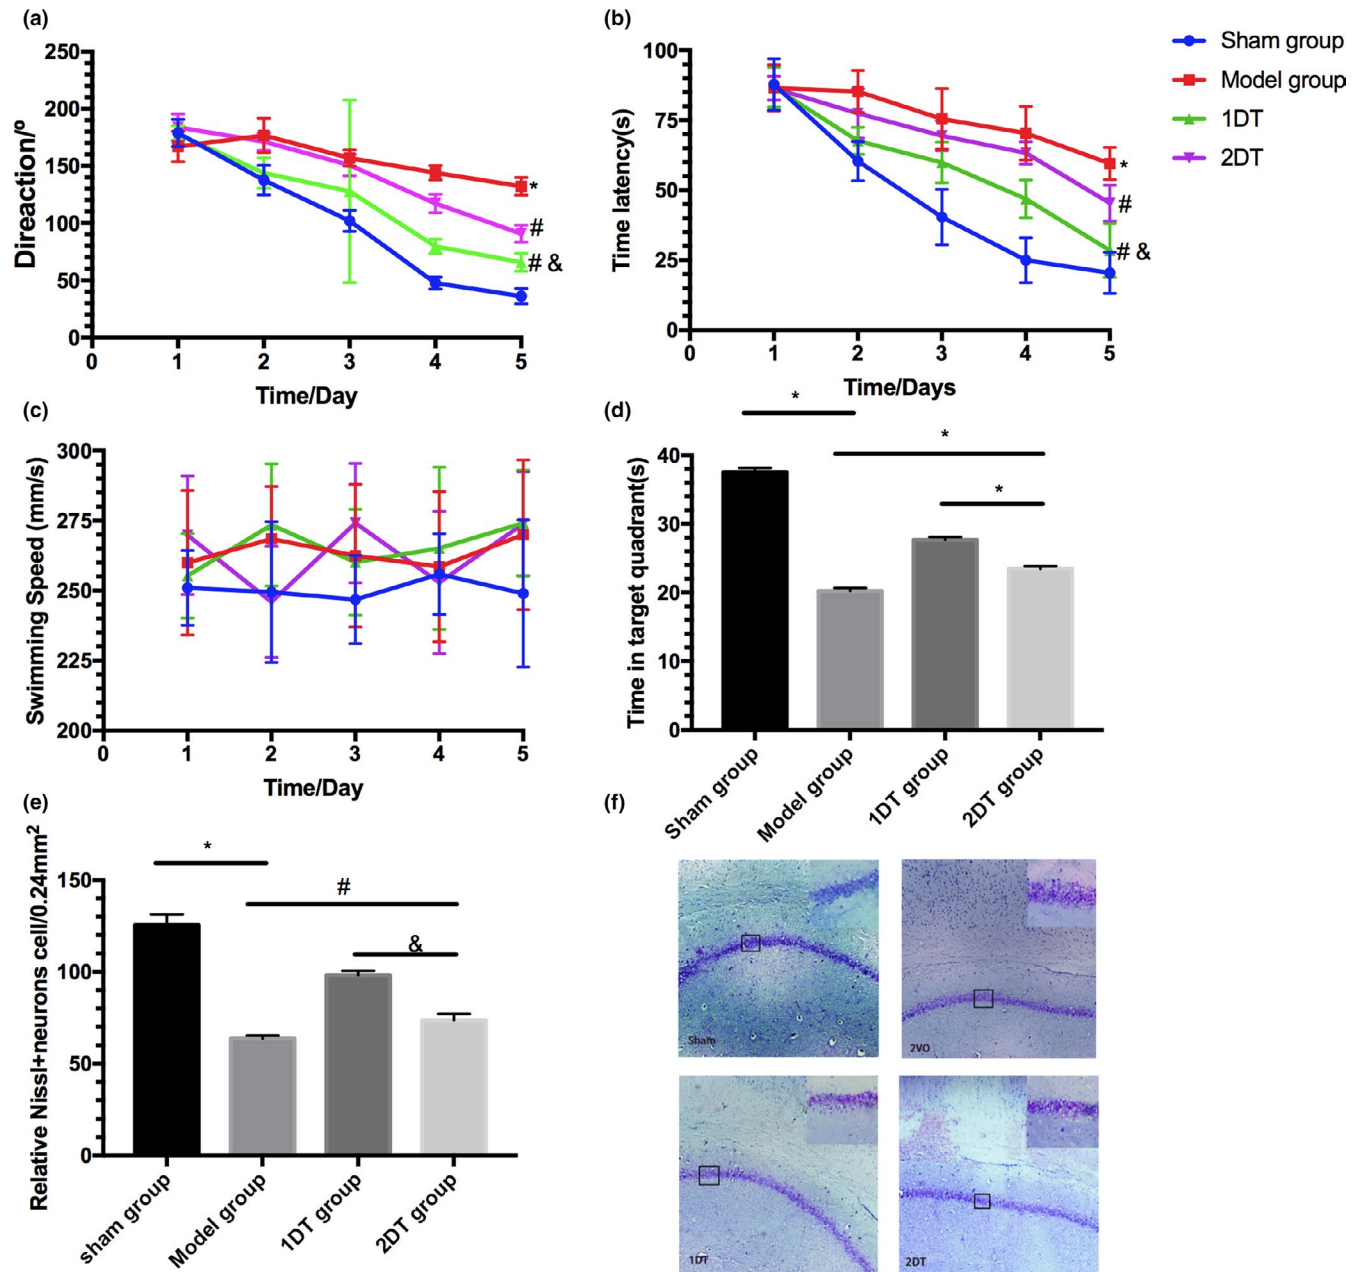 (a)
250
200
150
100
50
0
Direaction/º
0 1 2 3 4 5
Time/Day
*
#
# &
(b)
100
75
50
25
0
Time latency(s)
0 1 2 3 4 5
Time/Days
*
#
# &
Sham group
Model group
1DT
2DT
(c)
300
275
250
225
200
Swimming Speed (mm/s)
0 1 2 3 4 5
Time/Day
(d)
*
*
*
40
30
20
10
0
Time in target quadrant(s)
Sham group
Model group
1DT group
2DT group
(e)
*
#
&
150
100
50
0
Relative Nissl+neurons cell/0.24mm²
sham group
Model group
1DT group
2DT group
(f)
Sham
2VO
1DT
2DT